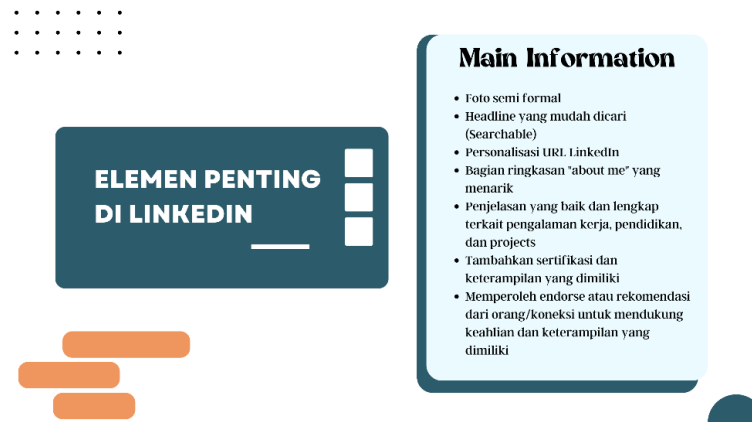 ELEMEN PENTING
DI LINKEDIN
Main Information
• Foto semi formal
• Headline yang mudah dicari
(Searchable)
• Personalisasi URL LinkedIn
• Bagian ringkasan "about me" yang
menarik
• Penjelasan yang baik dan lengkap
terkait pengalaman kerja, pendidikan,
dan projects
• Tambahkan sertifikasi dan
keterampilan yang dimiliki
• Memperoleh endorse atau rekomendasi
dari orang/koneksi untuk mendukung
keahlian dan keterampilan yang
dimiliki